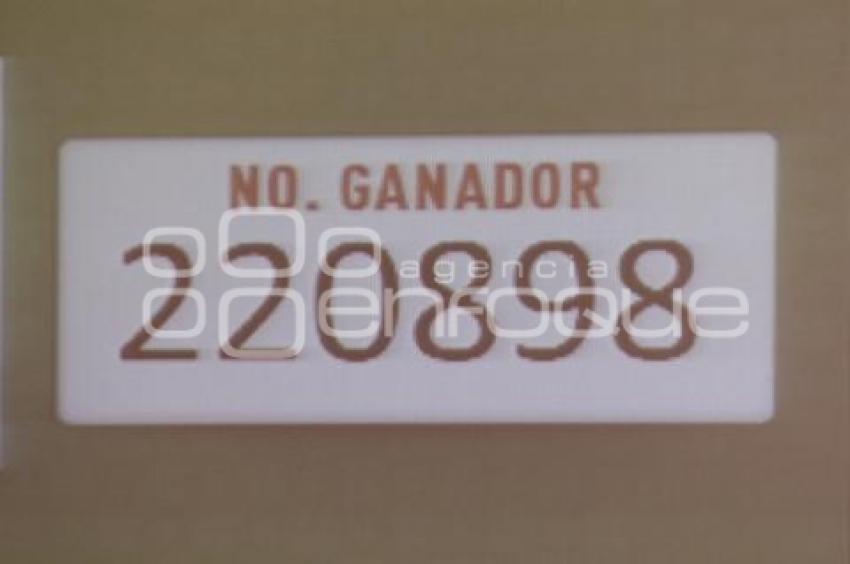 NO. GANADOR
220898
agencia
enfoque